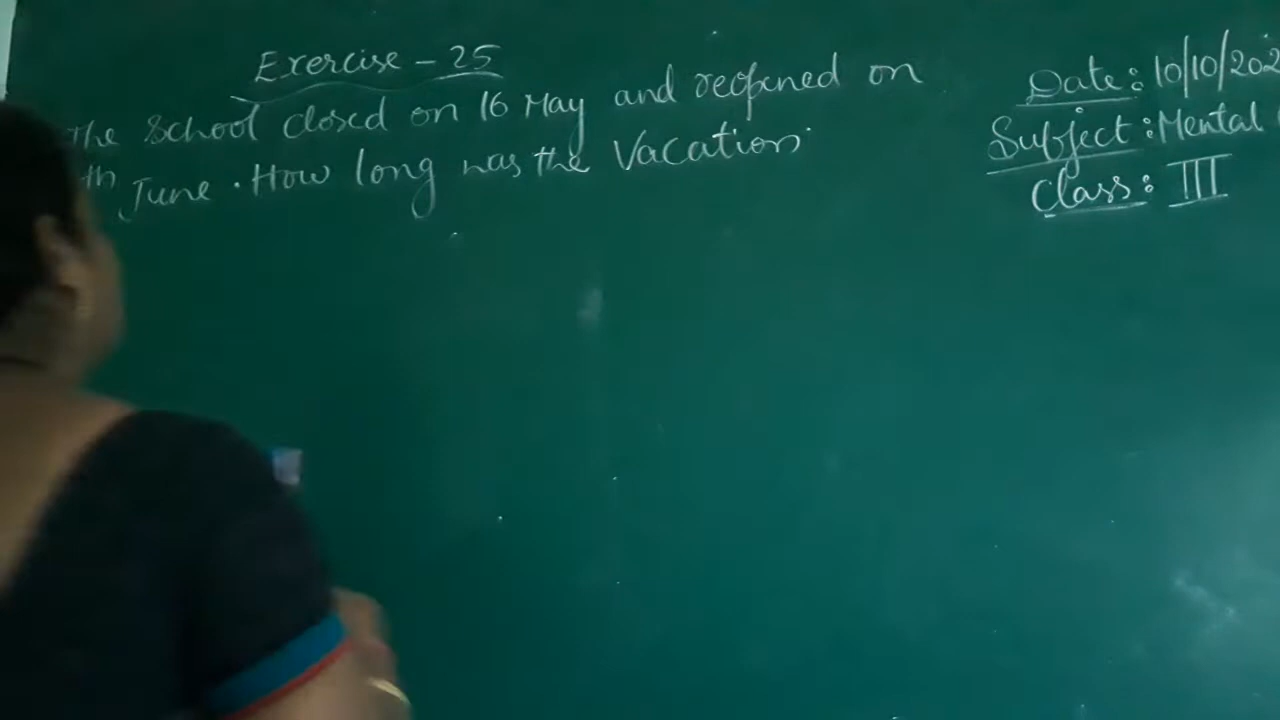 Exercise - 25
The School closed on 16 May and reopened on
th June. How long was the Vacation.
Date: 10/10/202
Subject: Mental
Class: III